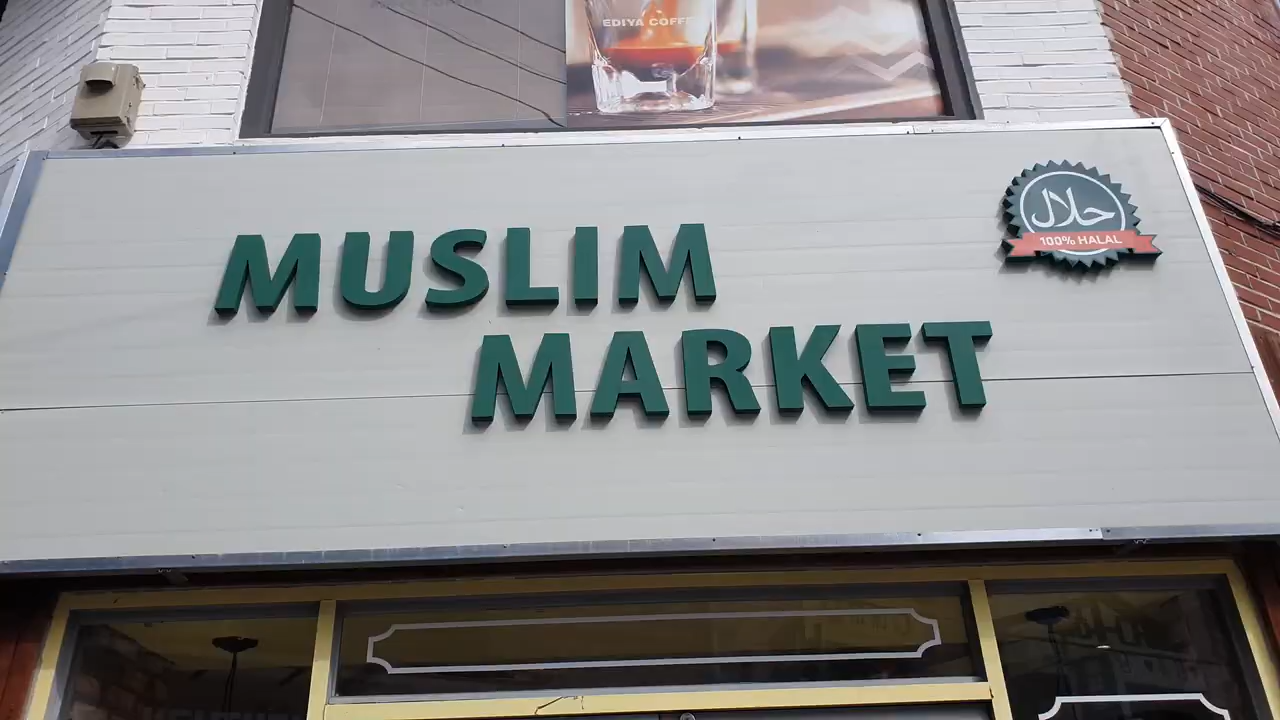 EDIYA COFFEE
MUSLIM
MARKET
حلال
100% HALAL